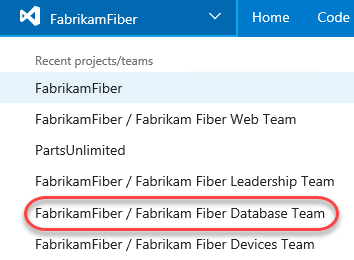 FabrikamFiber Home Code
Recent projects/teams
FabrikamFiber
FabrikamFiber / Fabrikam Fiber Web Team
PartsUnlimited
FabrikamFiber / Fabrikam Fiber Leadership Team
FabrikamFiber / Fabrikam Fiber Database Team
FabrikamFiber / Fabrikam Fiber Devices Team